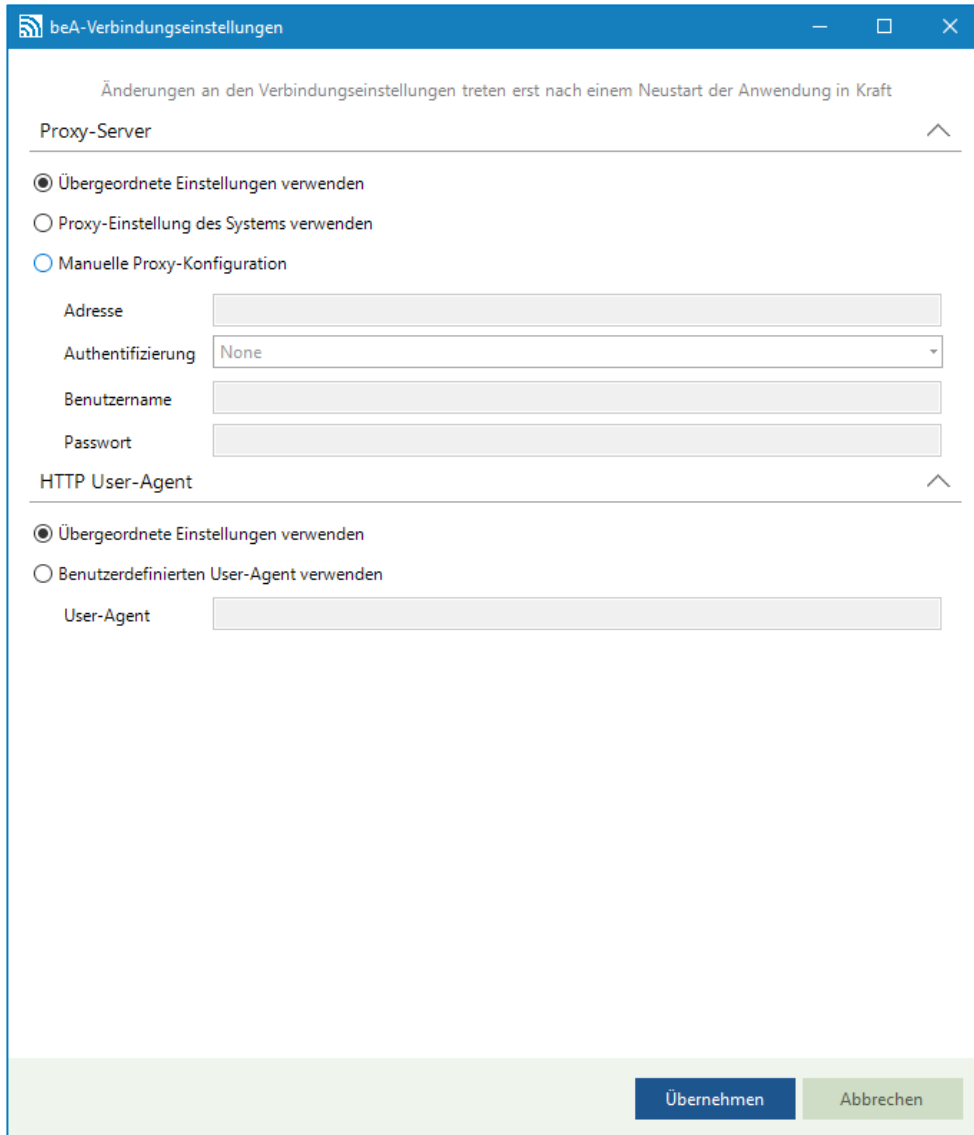 beA-Verbindungseinstellungen
Änderungen an den Verbindungseinstellungen treten erst nach einem Neustart der Anwendung in Kraft
Proxy-Server
Übergeordnete Einstellungen verwenden
Proxy-Einstellung des Systems verwenden
Manuelle Proxy-Konfiguration
Adresse
Authentifizierung None
Benutzername
Passwort
HTTP User-Agent
Übergeordnete Einstellungen verwenden
Benutzerdefinierten User-Agent verwenden
User-Agent
Übernehmen Abbrechen